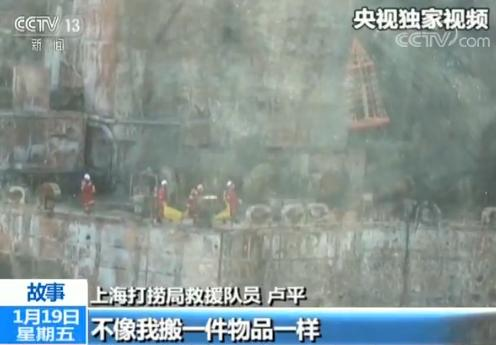 CCTV 13
新闻
央视独家视频
CCTV.com
故事
上海打捞局救援队员 卢平
1月19日
星期五
不像我搬一件物品一样